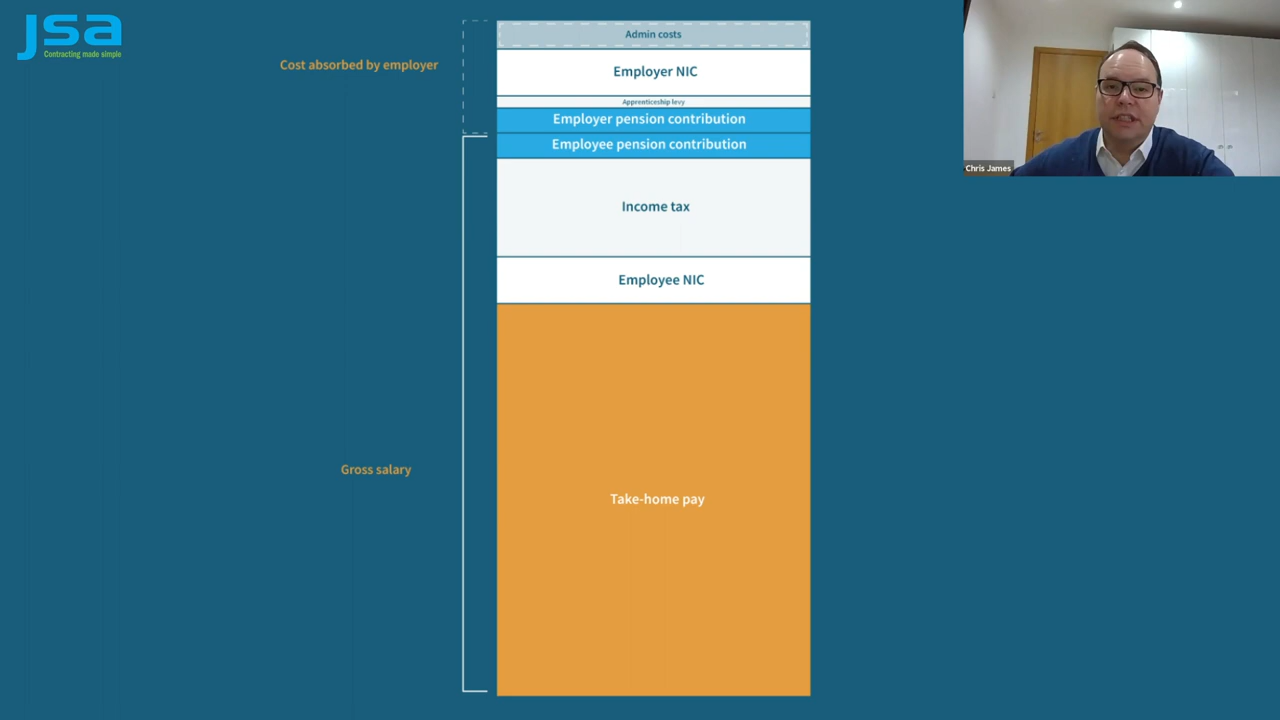 jsa
Contracting made simple
Cost absorbed by employer
Admin costs
Employer NIC
Apprenticeship levy
Employer pension contribution
Employee pension contribution
Income tax
Employee NIC
Gross salary
Take-home pay
Chris James